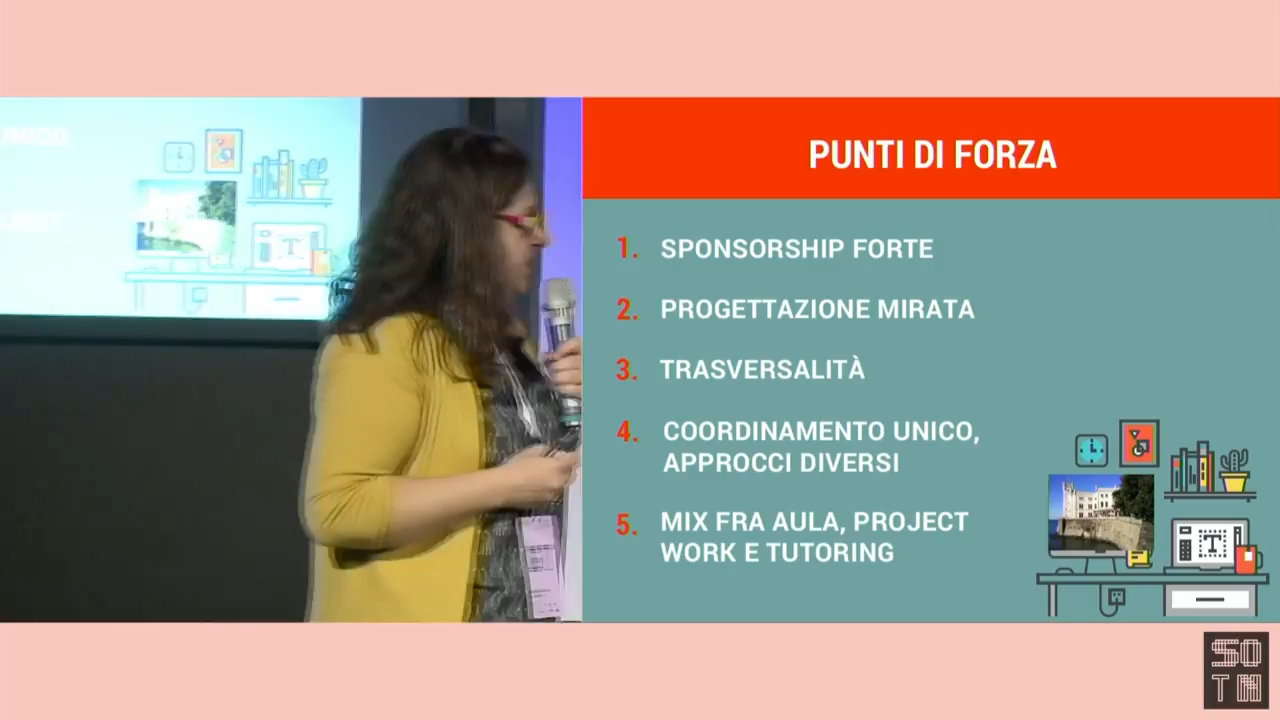 PUNTI DI FORZA
1. SPONSORSHIP FORTE
2. PROGETTAZIONE MIRATA
3. TRASVERSALITÀ
4. COORDINAMENTO UNICO,
APPROCCI DIVERSI
5. MIX FRA AULA, PROJECT
WORK E TUTORING
T
SO
TM